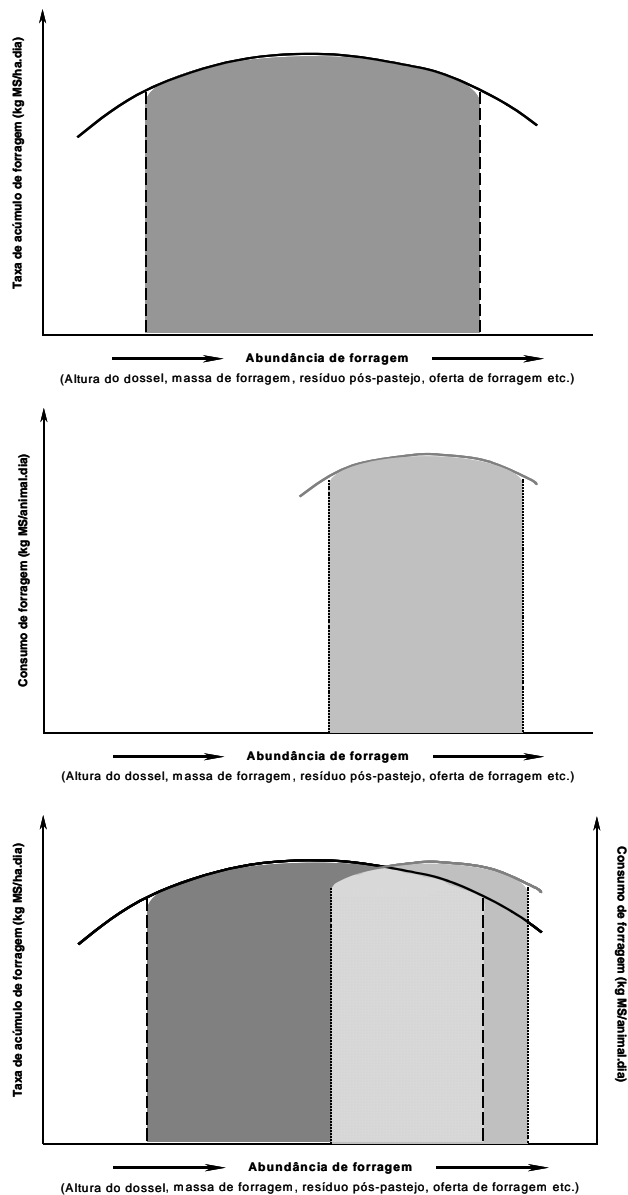 Taxa de acúmulo de forragem (kg MS/ha.dia)
Abundância de forragem
(Altura do dossel, massa de forragem, resíduo pós-pastejo, oferta de forragem etc.)
Consumo de forragem (kg MS/animal.dia)
Abundância de forragem
(Altura do dossel, massa de forragem, resíduo pós-pastejo, oferta de forragem etc.)
Taxa de acúmulo de forragem (kg MS/ha.dia)
Consumo de forragem (kg MS/animal.dia)
Abundância de forragem
(Altura do dossel, massa de forragem, resíduo pós-pastejo, oferta de forragem etc.)